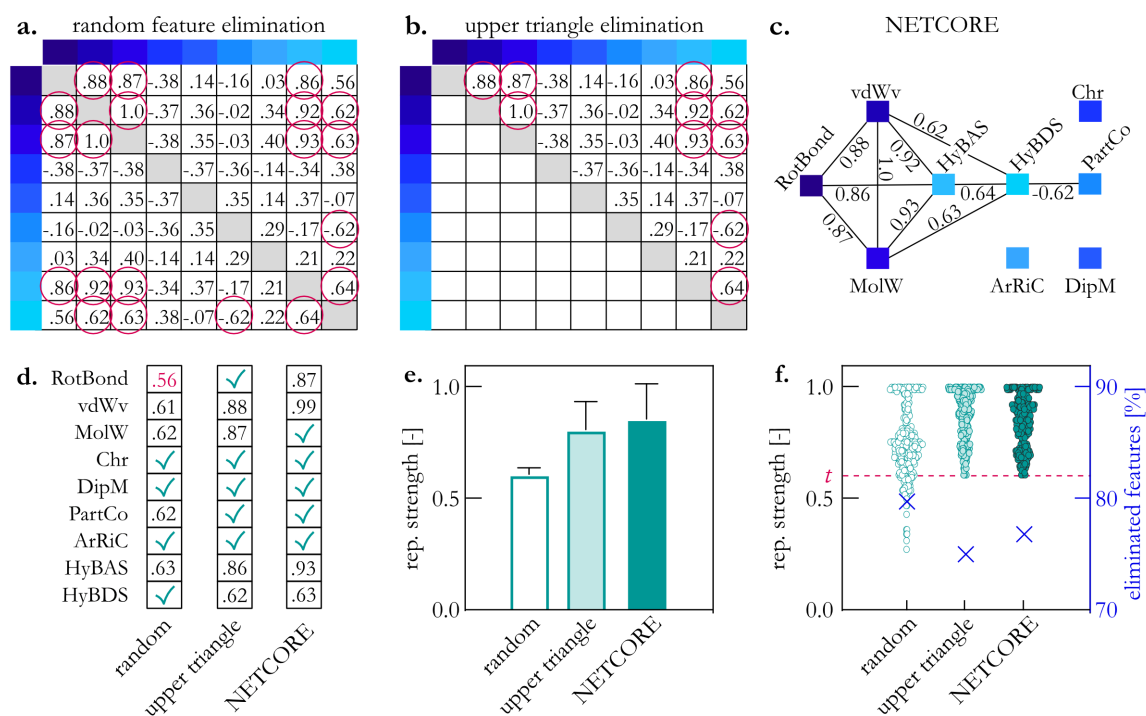 a. random feature elimination
.88 .87 -.38 .14 -.16 .03 .86 .56
.88 1.0 -.37 .36 -.02 .34 .92 .62
.87 1.0 -.38 .35 -.03 .40 .93 .63
-.38 -.37 -.38 -.37 -.36 -.14 -.34 .38
.14 .36 .35 -.37 .35 .14 .37 -.07
-.16 -.02 -.03 -.36 .35 .29 -.17 -.62
.03 .34 .40 -.14 .14 .29 .21 .22
.86 .92 .93 -.34 .37 -.17 .21 .64
.56 .62 .63 .38 -.07 -.62 .22 .64
b. upper triangle elimination
.88 .87 -.38 .14 -.16 .03 .86 .56
1.0 -.37 .36 -.02 .34 .92 .62
-.38 .35 -.03 .40 .93 .63
-.37 -.36 -.14 -.34 .38
.35 .14 .37 -.07
.29 -.17 -.62
.21 .22
.64
c. NETCORE
vdWv
Chr
RotBond
HyBAS
HyBDS
PartCo
MolW
ArRiC
DipM
0.62
0.88
1.0
0.92
0.86
0.64
-0.62
0.87
0.93
0.63
d.
RotBond .56 ✓ .87
vdWv .61 .88 .99
MolW .62 .87 ✓
Chr ✓ ✓ ✓
DipM ✓ ✓ ✓
PartCo .62 ✓ ✓
ArRiC ✓ ✓ ✓
HyBAS .63 .86 .93
HyBDS ✓ .62 .63
random
upper triangle
NETCORE
e.
rep. strength [-]
1.0
0.5
0.0
random
upper triangle
NETCORE
f.
rep. strength [-]
1.0
t
0.5
0.0
90
80
70
eliminated features [%]
random
upper triangle
NETCORE